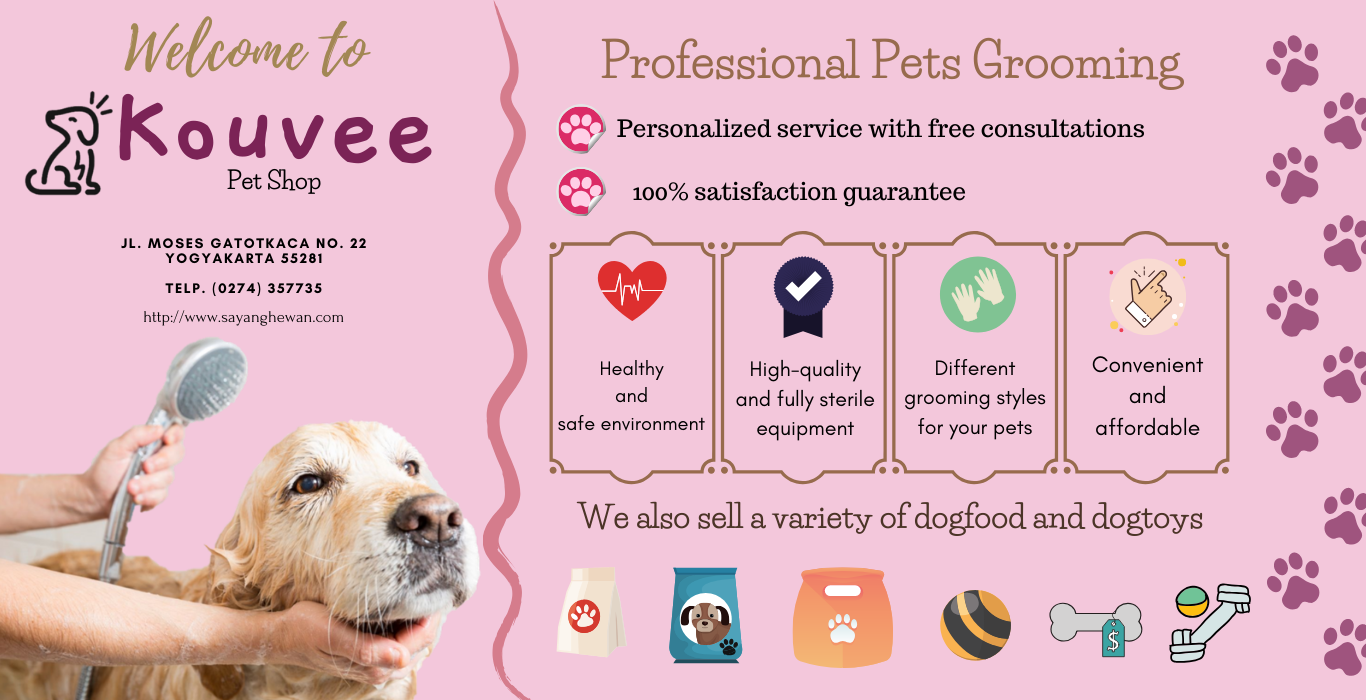 Welcome to
Kouvee
Pet Shop
JL. MOSES GATOTKACA NO. 22
YOGYAKARTA 55281
TELP. (0274) 357735
http://www.sayanghewan.com
Professional Pets Grooming
Personalized service with free consultations
100% satisfaction guarantee
Healthy
and
safe environment
High-quality
and fully sterile
equipment
Different
grooming styles
for your pets
Convenient
and
affordable
We also sell a variety of dogfood and dogtoys
$